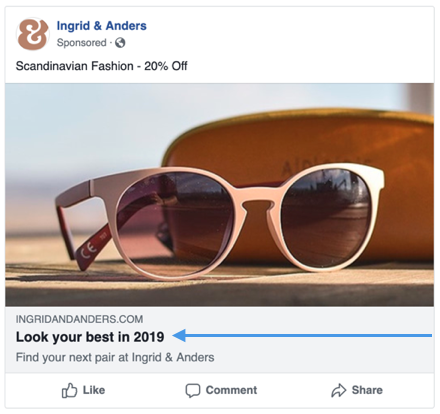 Ingrid & Anders
Sponsored ·
Scandinavian Fashion - 20% Off
CE
INGRIDANDANDERS.COM
Look your best in 2019
Find your next pair at Ingrid & Anders
Like
Comment
Share